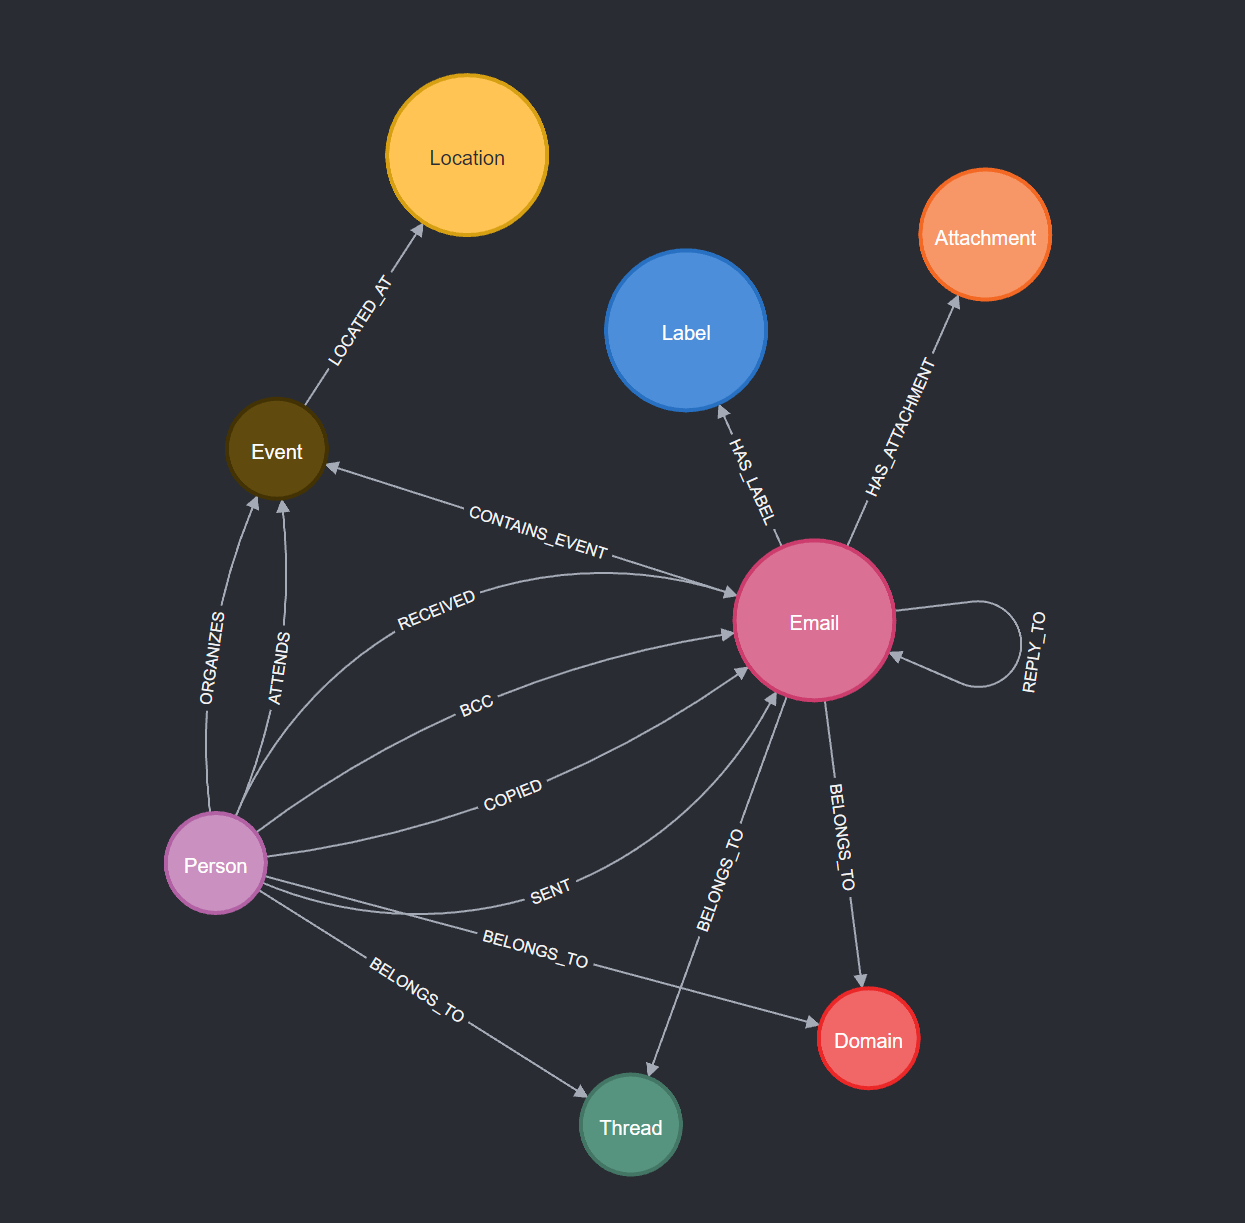 Location
Attachment
Label
LOCATED_AT
HAS_ATTACHMENT
Event
HAS_LABEL
CONTAINS_EVENT
RECEIVED
Email
REPLY_TO
ORGANIZES
ATTENDS
BCC
COPIED
Person
SENT
BELONGS_TO
BELONGS_TO
BELONGS_TO
BELONGS_TO
Domain
Thread